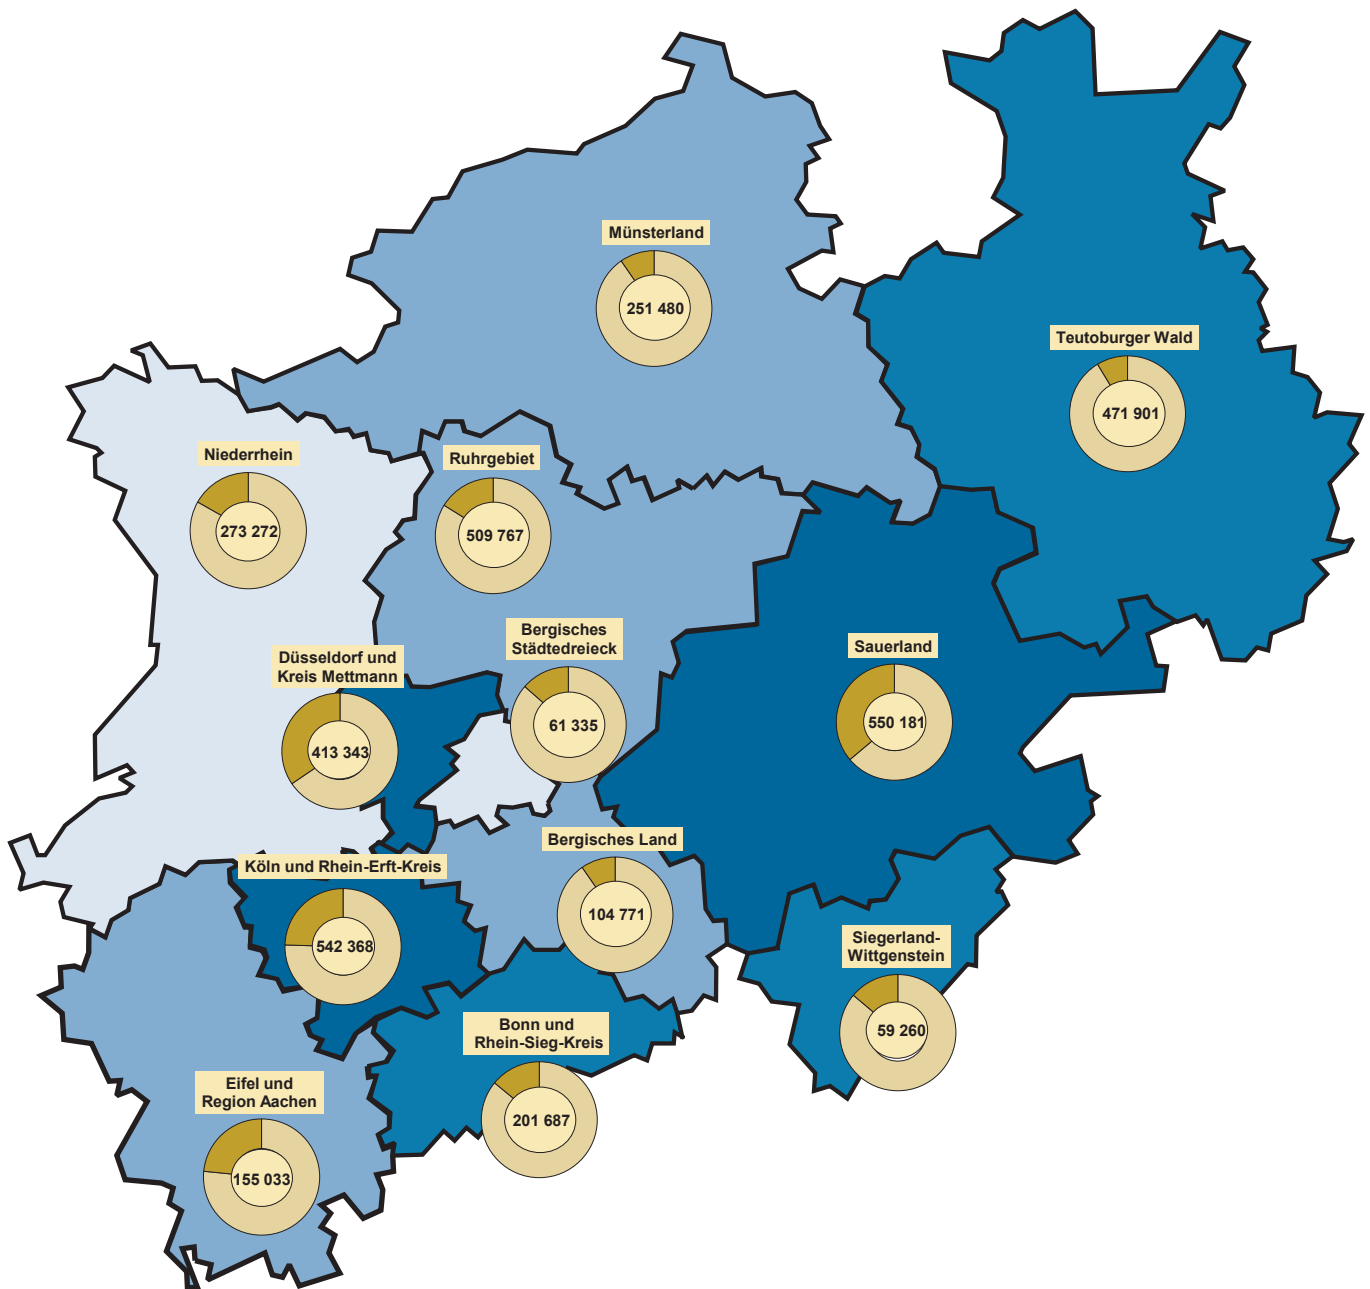 Münsterland
251 480
Teutoburger Wald
471 901
Niederrhein
273 272
Ruhrgebiet
509 767
Bergisches
Städtedreieck
61 335
Sauerland
550 181
Düsseldorf und
Kreis Mettmann
413 343
Bergisches Land
104 771
Köln und Rhein-Erft-Kreis
542 368
Siegerland-
Wittgenstein
59 260
Bonn und
Rhein-Sieg-Kreis
201 687
Eifel und
Region Aachen
155 033